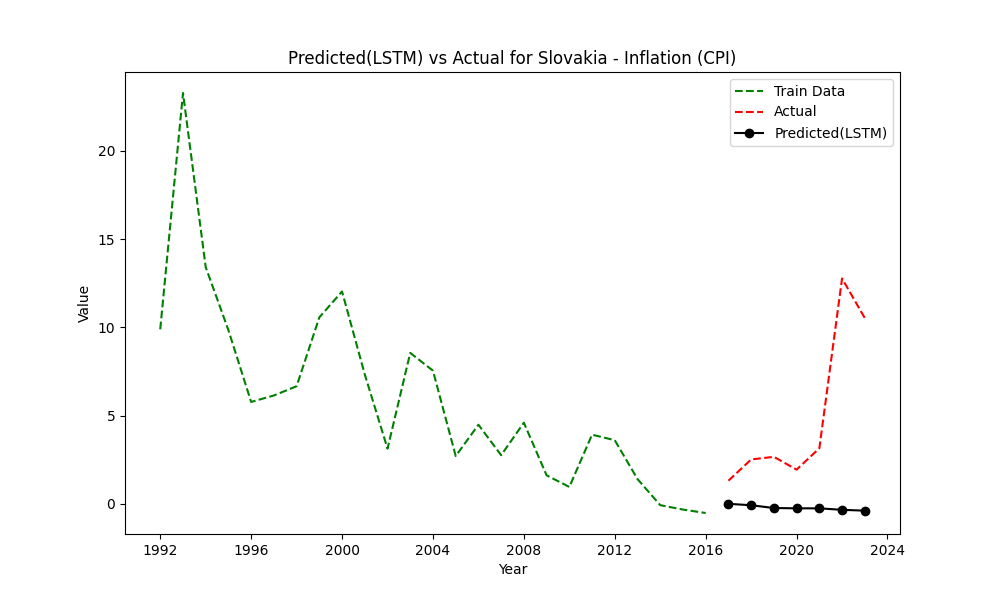 Predicted(LSTM) vs Actual for Slovakia - Inflation (CPI)
Train Data
Actual
Predicted(LSTM)
20
15
10
5
0
Value
1992 1996 2000 2004 2008 2012 2016 2020 2024
Year